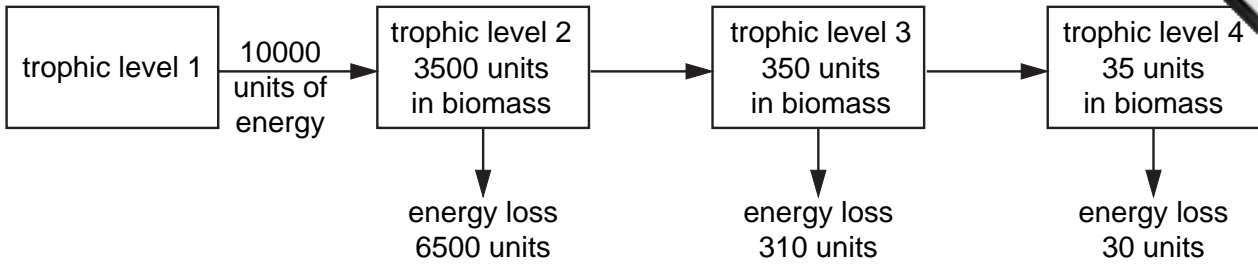 trophic level 1
10000
units of
energy
trophic level 2
3500 units
in biomass
energy loss
6500 units
trophic level 3
350 units
in biomass
energy loss
310 units
trophic level 4
35 units
in biomass
energy loss
30 units